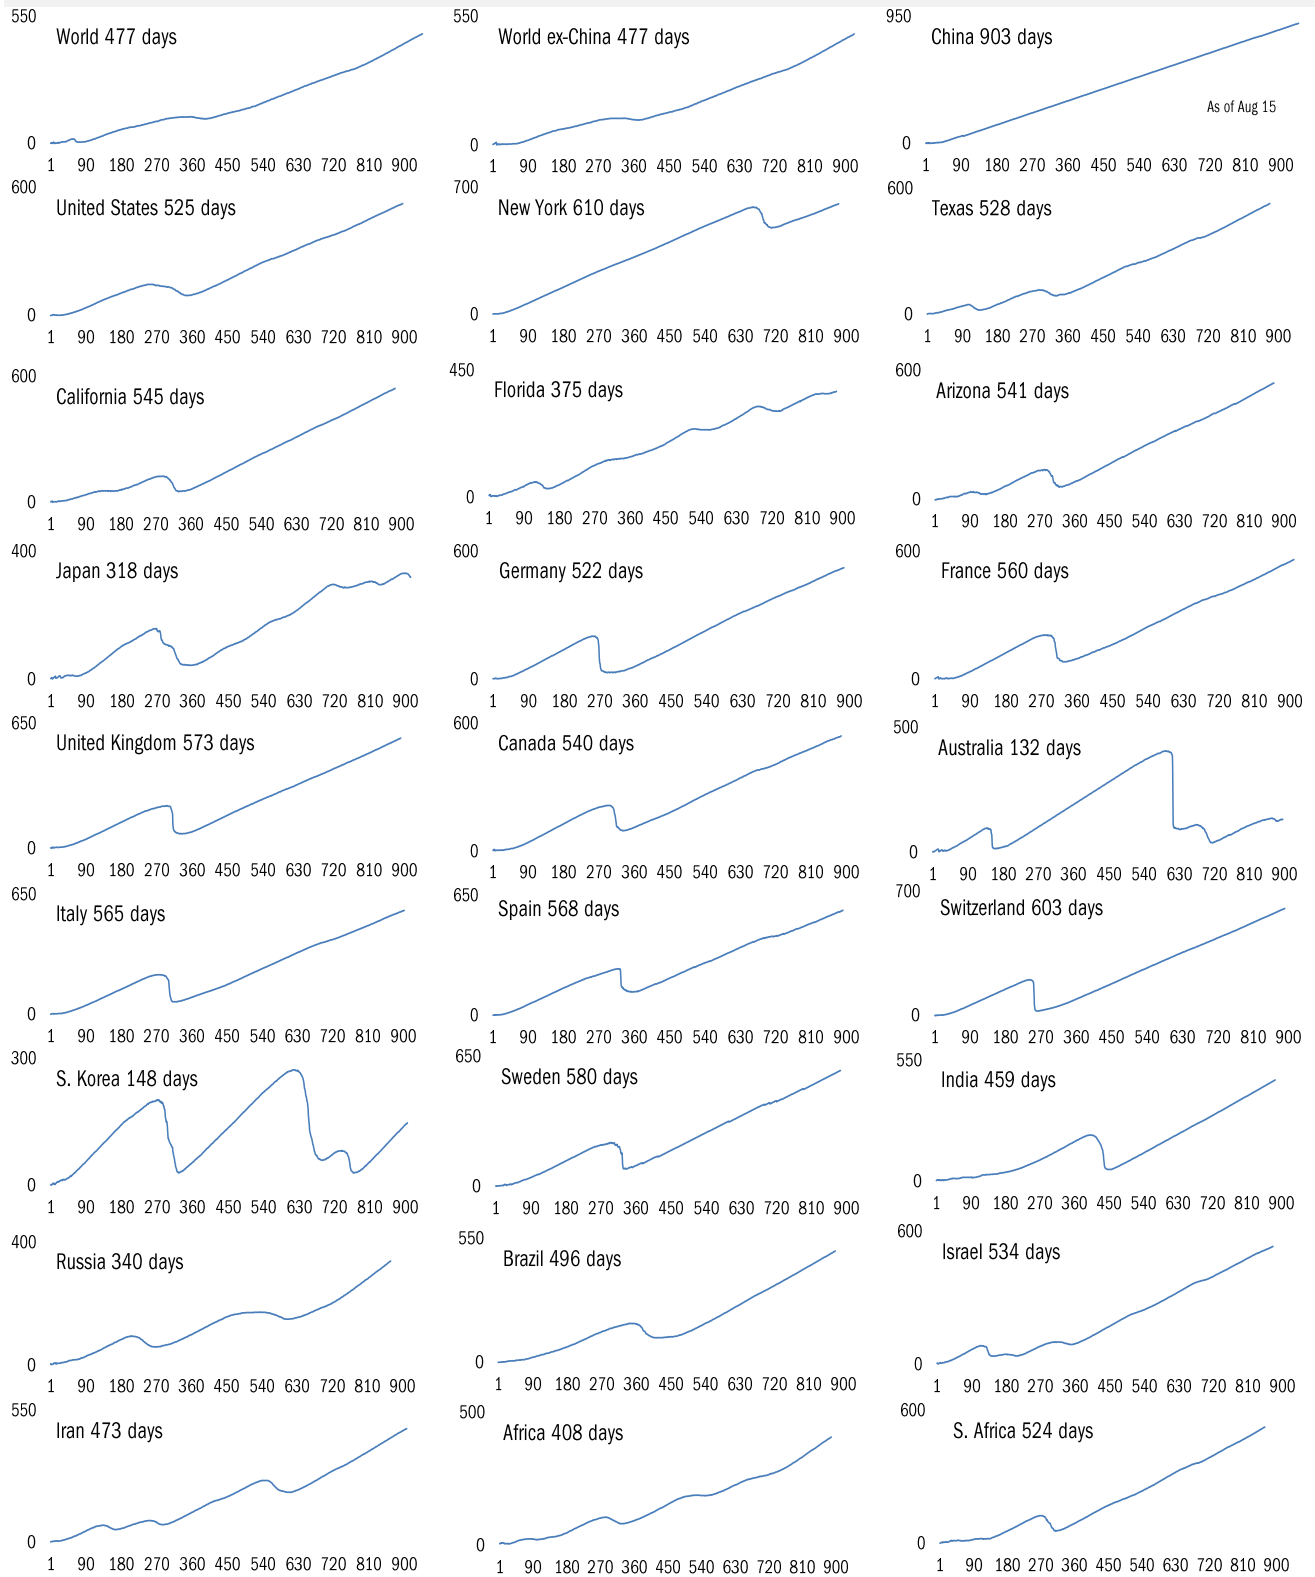 550
World 477 days
0
1 90 180 270 360 450 540 630 720 810 900
550
World ex-China 477 days
0
1 90 180 270 360 450 540 630 720 810 900
950
China 903 days
As of Aug 15
0
1 90 180 270 360 450 540 630 720 810 900
600
United States 525 days
0
1 90 180 270 360 450 540 630 720 810 900
700
New York 610 days
0
1 90 180 270 360 450 540 630 720 810 900
600
Texas 528 days
0
1 90 180 270 360 450 540 630 720 810 900
600
California 545 days
0
1 90 180 270 360 450 540 630 720 810 900
450
Florida 375 days
0
1 90 180 270 360 450 540 630 720 810 900
600
Arizona 541 days
0
1 90 180 270 360 450 540 630 720 810 900
400
Japan 318 days
0
1 90 180 270 360 450 540 630 720 810 900
600
Germany 522 days
0
1 90 180 270 360 450 540 630 720 810 900
600
France 560 days
0
1 90 180 270 360 450 540 630 720 810 900
650
United Kingdom 573 days
0
1 90 180 270 360 450 540 630 720 810 900
600
Canada 540 days
0
1 90 180 270 360 450 540 630 720 810 900
500
Australia 132 days
0
1 90 180 270 360 450 540 630 720 810 900
650
Italy 565 days
0
1 90 180 270 360 450 540 630 720 810 900
650
Spain 568 days
0
1 90 180 270 360 450 540 630 720 810 900
700
Switzerland 603 days
0
1 90 180 270 360 450 540 630 720 810 900
300
S. Korea 148 days
0
1 90 180 270 360 450 540 630 720 810 900
650
Sweden 580 days
0
1 90 180 270 360 450 540 630 720 810 900
550
India 459 days
0
1 90 180 270 360 450 540 630 720 810 900
400
Russia 340 days
0
1 90 180 270 360 450 540 630 720 810 900
550
Brazil 496 days
0
1 90 180 270 360 450 540 630 720 810 900
600
Israel 534 days
0
1 90 180 270 360 450 540 630 720 810 900
550
Iran 473 days
0
1 90 180 270 360 450 540 630 720 810 900
500
Africa 408 days
0
1 90 180 270 360 450 540 630 720 810 900
600
S. Africa 524 days
0
1 90 180 270 360 450 540 630 720 810 900